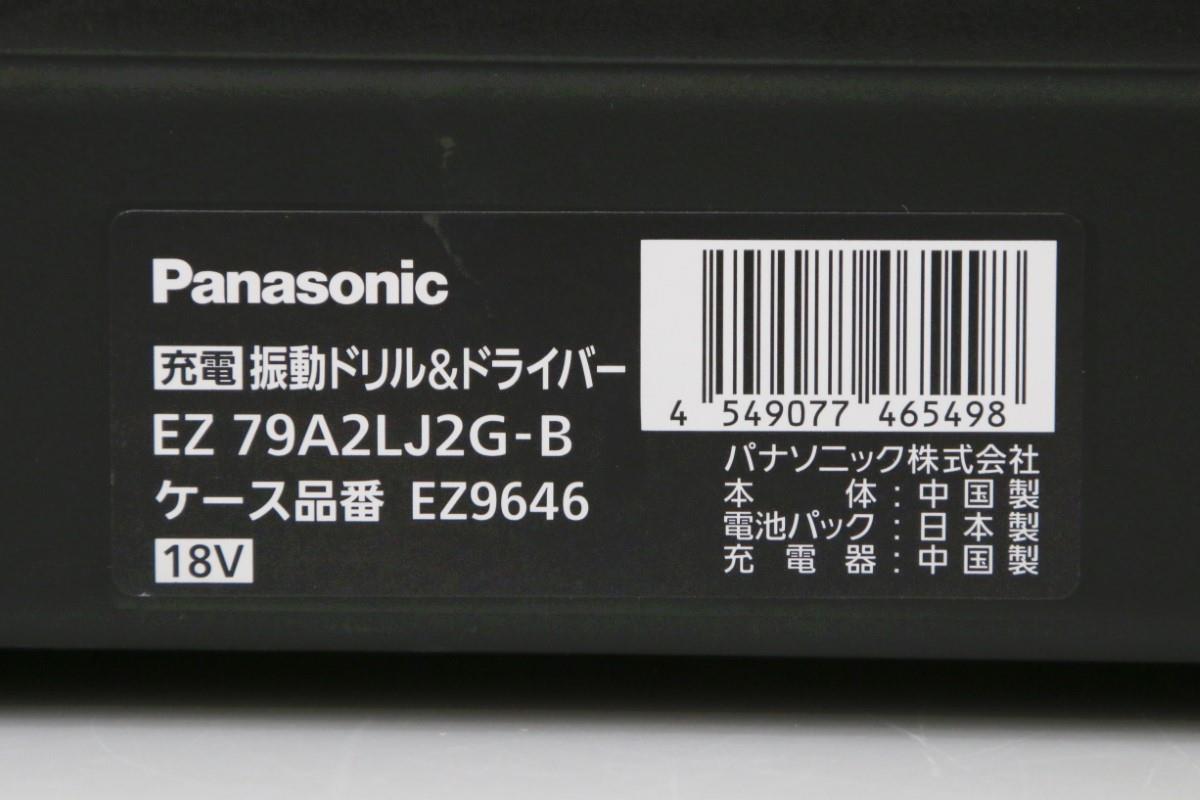 Panasonic
充電 振動ドリル&ドライバー
EZ 79A2LJ2G-B
ケース品番 EZ9646
18V
4 549077 465498
パナソニック株式会社
本体:中国製
電池パック:日本製
充電器:中国製